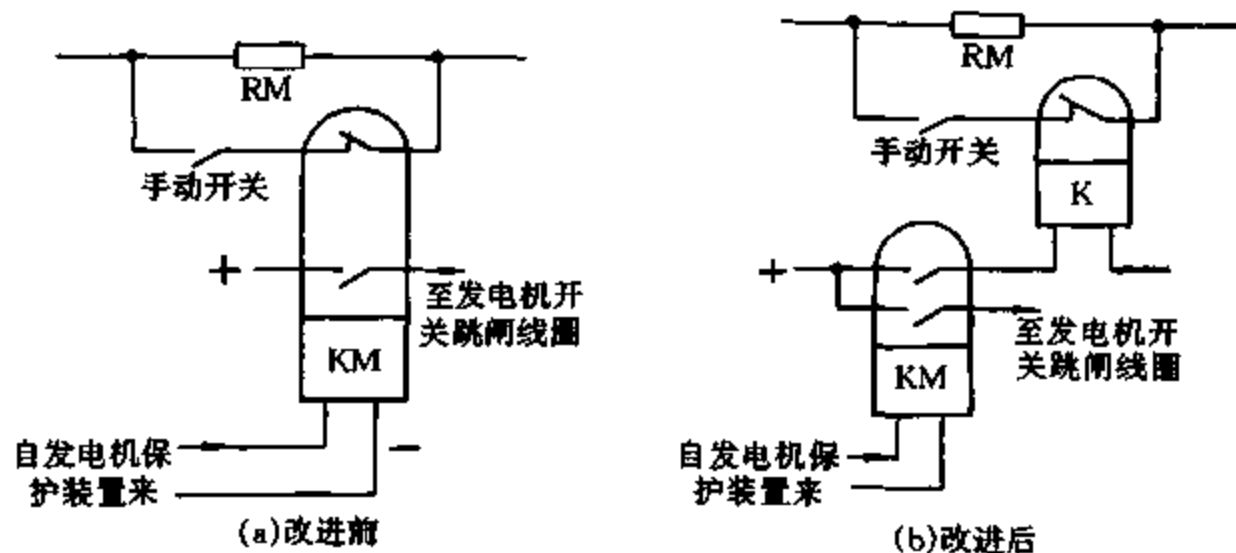 RM
手动开关
+
至发电机开
关跳闸线圈
KM
自发电机保
护装置来
—
(a)改进前
RM
手动开关
K
+
至发电机开
关跳闸线圈
KM
自发电机保
护装置来
(b)改进后